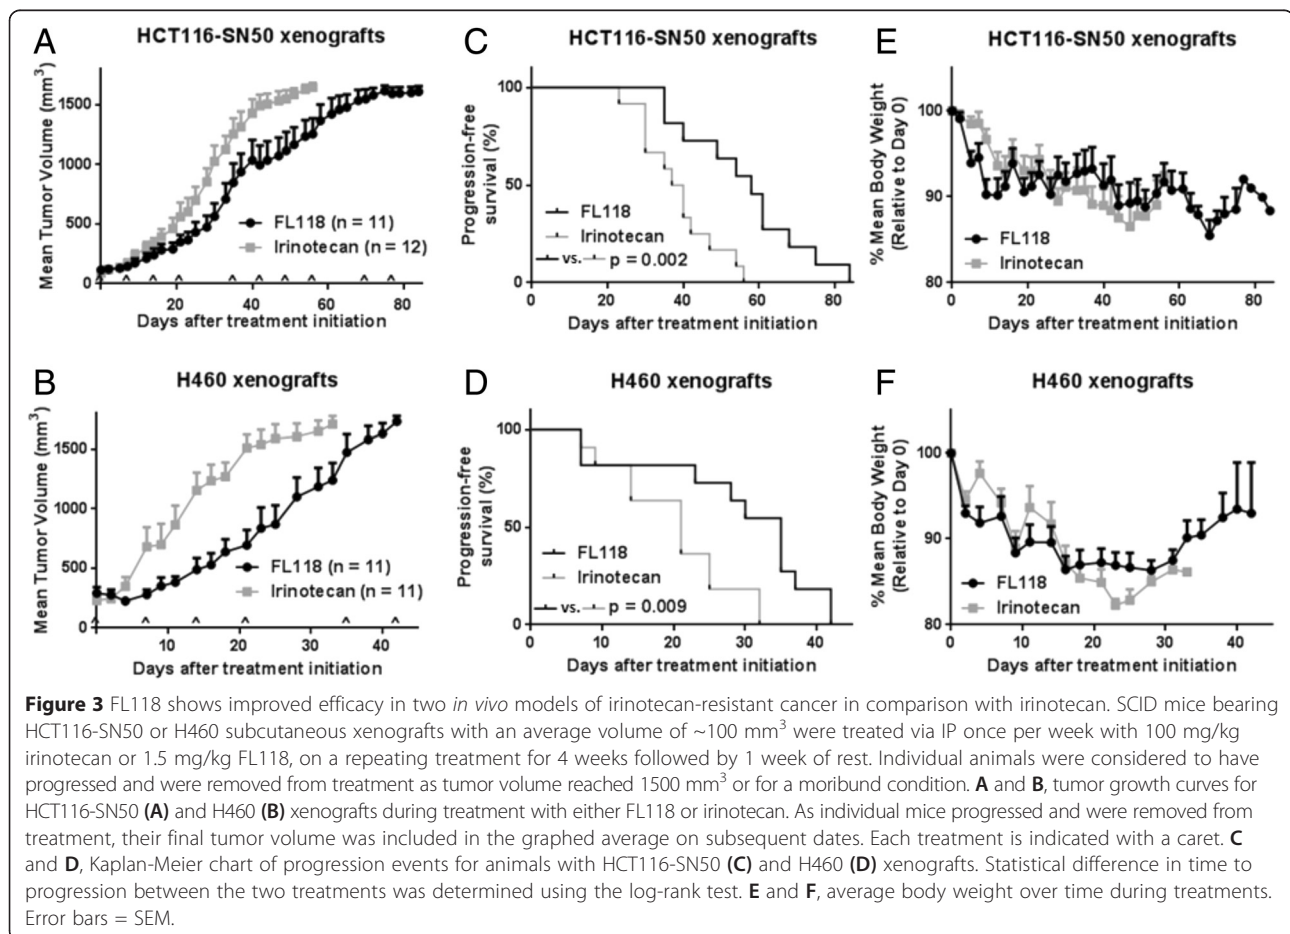 A
HCT116-SN50 xenografts
Mean Tumor Volume (mm³)
1500
1000
500
0
FL118 (n = 11)
Irinotecan (n = 12)
^ ^ ^ ^ ^ ^ ^ ^ ^ ^
20 40 60 80
Days after treatment initiation
C
HCT116-SN50 xenografts
Progression-free
survival (%)
100
50
0
FL118
Irinotecan
vs. p = 0.002
0 20 40 60 80
Days after treatment initiation
E
HCT116-SN50 xenografts
% Mean Body Weight
(Relative to Day 0)
100
90
80
FL118
Irinotecan
0 20 40 60 80
Days after treatment initiation
B
H460 xenografts
Mean Tumor Volume (mm³)
1500
1000
500
0
FL118 (n = 11)
Irinotecan (n = 11)
^ ^ ^ ^ ^ ^
10 20 30 40
Days after treatment initiation
D
H460 xenografts
Progression-free
survival (%)
100
50
0
FL118
Irinotecan
vs. p = 0.009
0 10 20 30 40
Days after treatment initiation
F
H460 xenografts
% Mean Body Weight
(Relative to Day 0)
100
90
80
FL118
Irinotecan
0 10 20 30 40
Days after treatment initiation
Figure 3 FL118 shows improved efficacy in two in vivo models of irinotecan-resistant cancer in comparison with irinotecan. SCID mice bearing
HCT116-SN50 or H460 subcutaneous xenografts with an average volume of ~100 mm³ were treated via IP once per week with 100 mg/kg
irinotecan or 1.5 mg/kg FL118, on a repeating treatment for 4 weeks followed by 1 week of rest. Individual animals were considered to have
progressed and were removed from treatment as tumor volume reached 1500 mm³ or for a moribund condition. A and B, tumor growth curves for
HCT116-SN50 (A) and H460 (B) xenografts during treatment with either FL118 or irinotecan. As individual mice progressed and were removed from
treatment, their final tumor volume was included in the graphed average on subsequent dates. Each treatment is indicated with a caret. C
and D, Kaplan-Meier chart of progression events for animals with HCT116-SN50 (C) and H460 (D) xenografts. Statistical difference in time to
progression between the two treatments was determined using the log-rank test. E and F, average body weight over time during treatments.
Error bars = SEM.